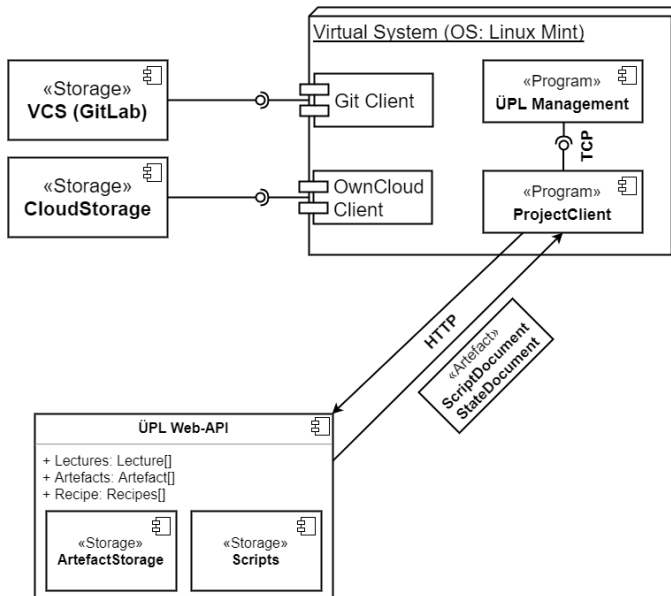 Virtual System (OS: Linux Mint)
«Storage»
VCS (GitLab)
Git Client
«Program»
ÜPL Management
TCP
«Storage»
CloudStorage
OwnCloud
Client
«Program»
ProjectClient
HTTP
«Artefact»
ScriptDocument
StateDocument
ÜPL Web-API
+ Lectures: Lecture[]
+ Artefacts: Artefact[]
+ Recipe: Recipes[]
«Storage»
ArtefactStorage
«Storage»
Scripts